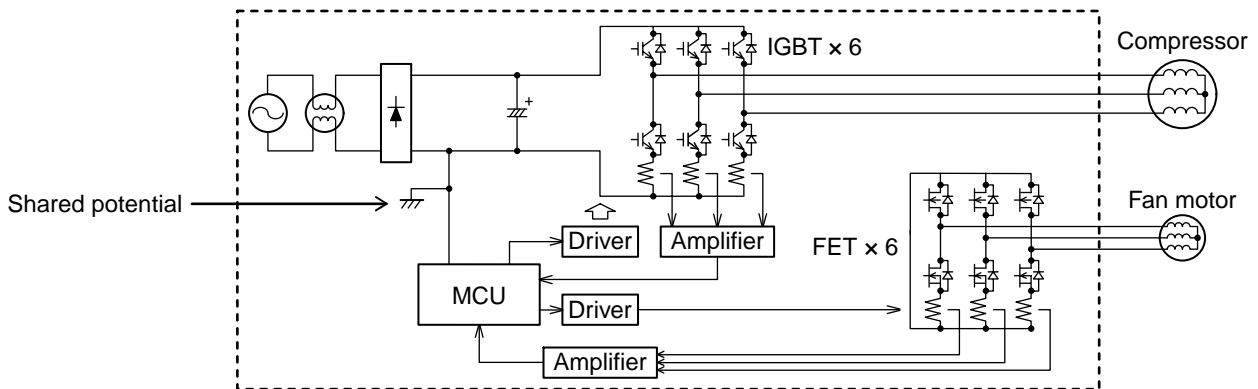 IGBT × 6
Compressor
Shared potential
Fan motor
Driver
Amplifier
FET × 6
MCU
Driver
Amplifier
+